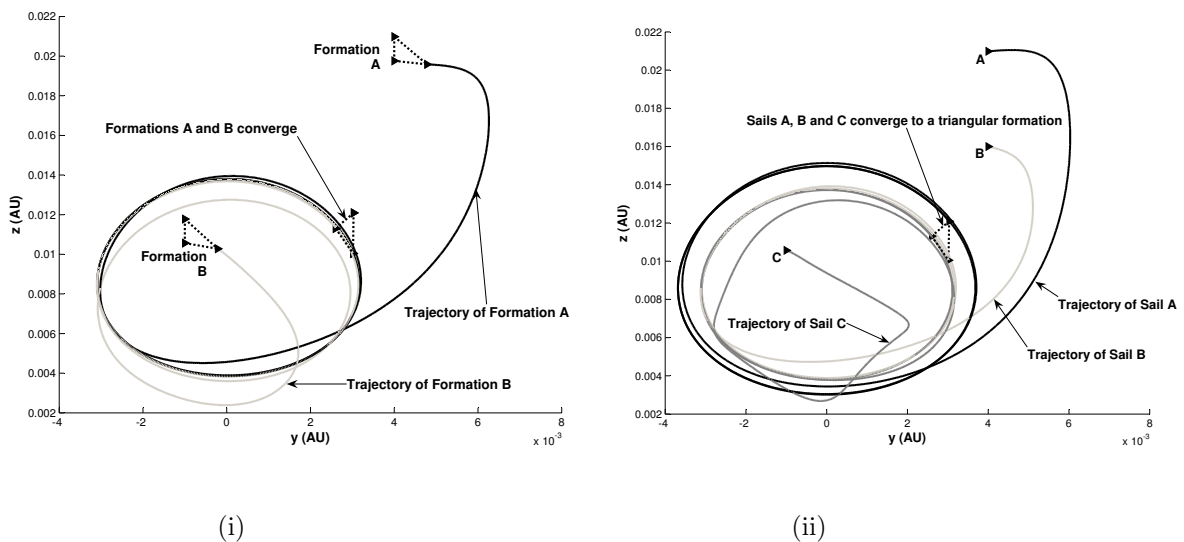 0.022
0.02
0.018
0.016
0.014
0.012
0.01
0.008
0.006
0.004
0.002
z (AU)
-4
-2
0
2
4
6
8
y (AU)
x 10⁻³
Formation
A
Formations A and B converge
Formation
B
Trajectory of Formation A
Trajectory of Formation B
(i)
0.022
0.02
0.018
0.016
0.014
0.012
0.01
0.008
0.006
0.004
0.002
z (AU)
-4
-2
0
2
4
6
8
y (AU)
x 10⁻³
A
Sails A, B and C converge to a triangular formation
B
C
Trajectory of Sail A
Trajectory of Sail C
Trajectory of Sail B
(ii)